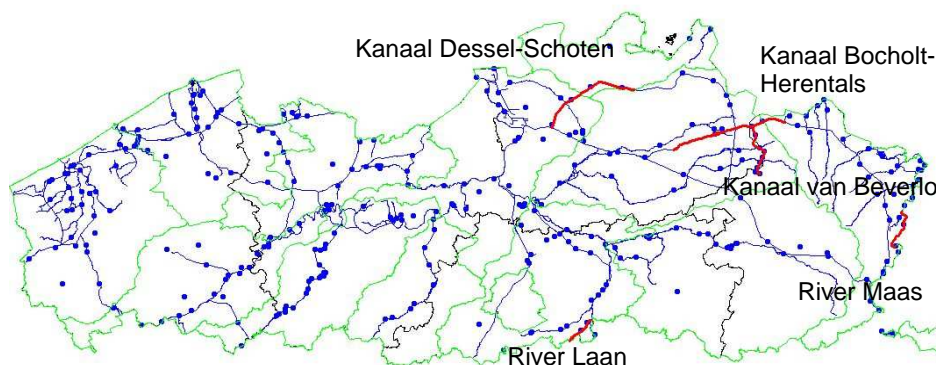 Kanaal Dessel-Schoten
Kanaal Bocholt-
Herentals
Kanaal van Beverlo
River Maas
River Laan